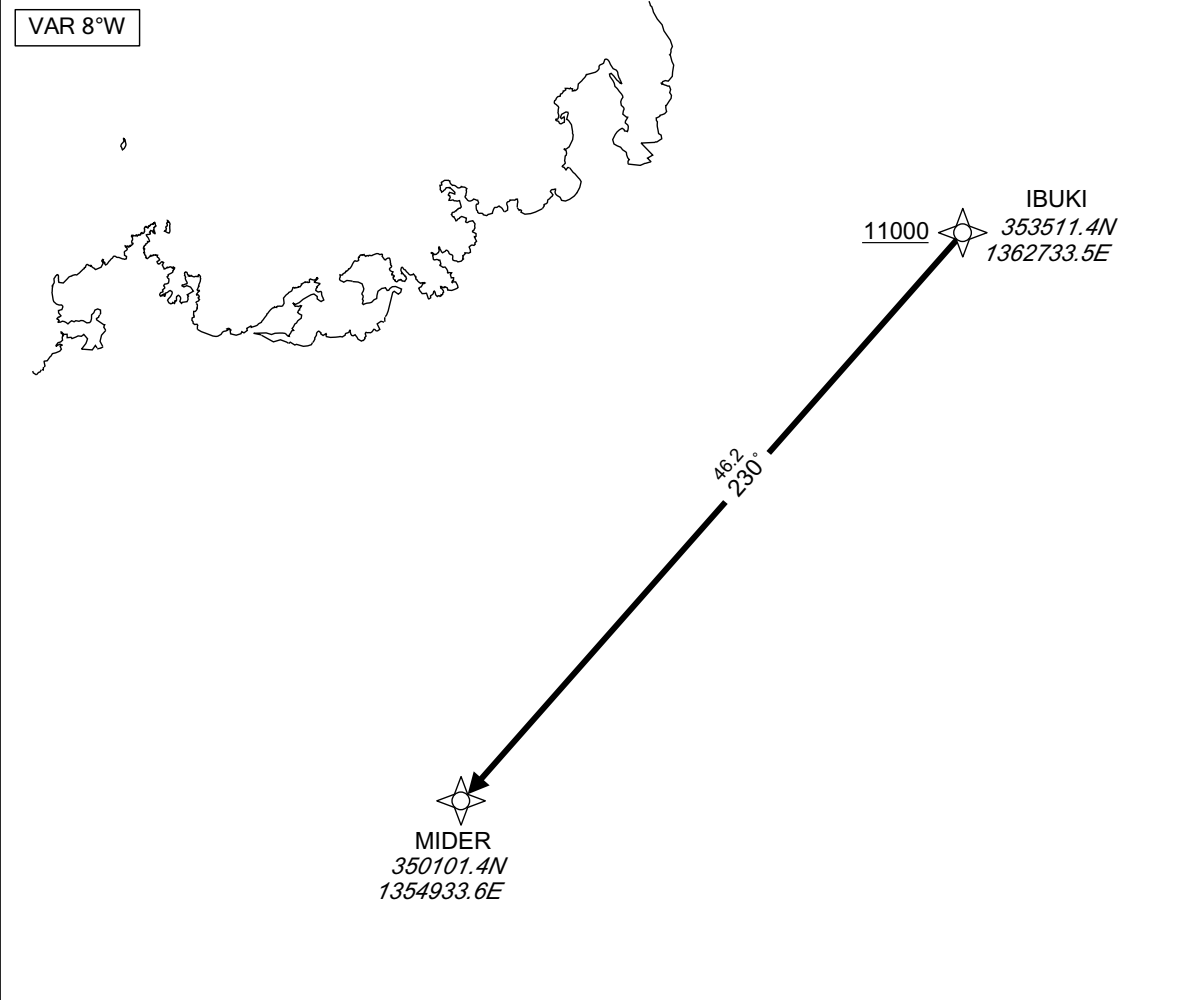 VAR 8°W
IBUKI
11000
353511.4N
1362733.5E
46.2
230°
MIDER
350101.4N
1354933.6E